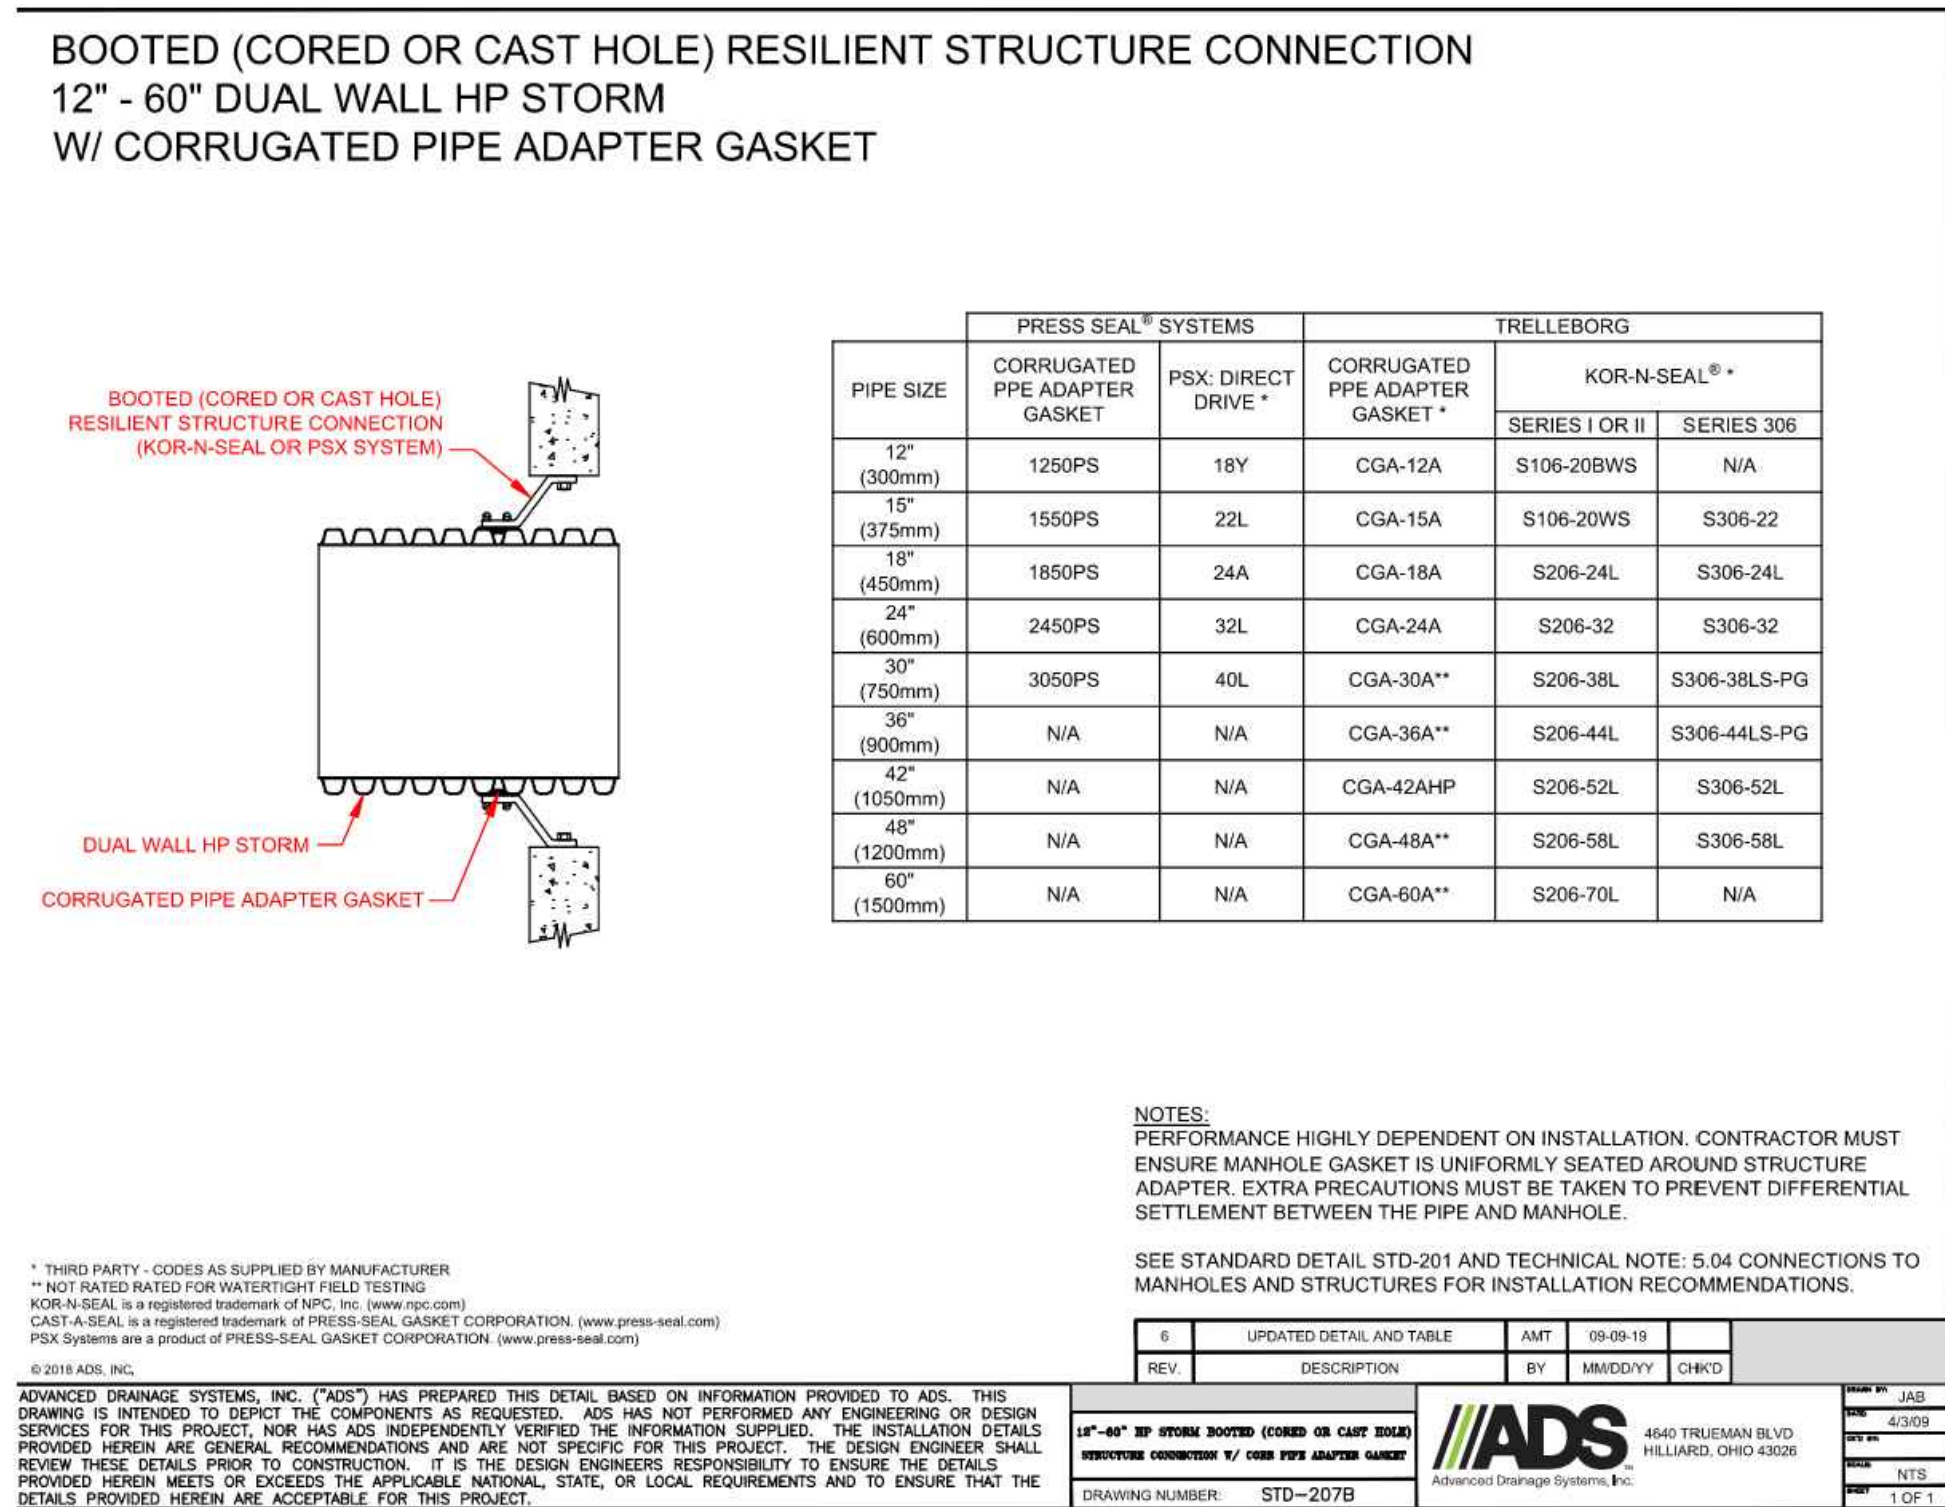 BOOTED (CORED OR CAST HOLE) RESILIENT STRUCTURE CONNECTION
12" - 60" DUAL WALL HP STORM
W/ CORRUGATED PIPE ADAPTER GASKET
BOOTED (CORED OR CAST HOLE)
RESILIENT STRUCTURE CONNECTION
(KOR-N-SEAL OR PSX SYSTEM)
DUAL WALL HP STORM
CORRUGATED PIPE ADAPTER GASKET
PRESS SEAL® SYSTEMS TRELLEBORG
PIPE SIZE
CORRUGATED
PPE ADAPTER
GASKET
PSX: DIRECT
DRIVE *
CORRUGATED
PPE ADAPTER
GASKET *
KOR-N-SEAL® *
SERIES I OR II SERIES 306
12"
(300mm) 1250PS 18Y CGA-12A S106-20BWS N/A
15"
(375mm) 1550PS 22L CGA-15A S106-20WS S306-22
18"
(450mm) 1850PS 24A CGA-18A S206-24L S306-24L
24"
(600mm) 2450PS 32L CGA-24A S206-32 S306-32
30"
(750mm) 3050PS 40L CGA-30A** S206-38L S306-38LS-PG
36"
(900mm) N/A N/A CGA-36A** S206-44L S306-44LS-PG
42"
(1050mm) N/A N/A CGA-42AHP S206-52L S306-52L
48"
(1200mm) N/A N/A CGA-48A** S206-58L S306-58L
60"
(1500mm) N/A N/A CGA-60A** S206-70L N/A
NOTES:
PERFORMANCE HIGHLY DEPENDENT ON INSTALLATION. CONTRACTOR MUST
ENSURE MANHOLE GASKET IS UNIFORMLY SEATED AROUND STRUCTURE
ADAPTER. EXTRA PRECAUTIONS MUST BE TAKEN TO PREVENT DIFFERENTIAL
SETTLEMENT BETWEEN THE PIPE AND MANHOLE.
SEE STANDARD DETAIL STD-201 AND TECHNICAL NOTE: 5.04 CONNECTIONS TO
MANHOLES AND STRUCTURES FOR INSTALLATION RECOMMENDATIONS.
* THIRD PARTY - CODES AS SUPPLIED BY MANUFACTURER
** NOT RATED RATED FOR WATERTIGHT FIELD TESTING
KOR-N-SEAL is a registered trademark of NPC, Inc. (www.npc.com)
CAST-A-SEAL is a registered trademark of PRESS-SEAL GASKET CORPORATION. (www.press-seal.com)
PSX Systems are a product of PRESS-SEAL GASKET CORPORATION. (www.press-seal.com)
© 2018 ADS, INC,
6 UPDATED DETAIL AND TABLE AMT 09-09-19
REV. DESCRIPTION BY MM/DD/YY CHK'D
ADVANCED DRAINAGE SYSTEMS, INC. ("ADS") HAS PREPARED THIS DETAIL BASED ON INFORMATION PROVIDED TO ADS. THIS
DRAWING IS INTENDED TO DEPICT THE COMPONENTS AS REQUESTED. ADS HAS NOT PERFORMED ANY ENGINEERING OR DESIGN
SERVICES FOR THIS PROJECT, NOR HAS ADS INDEPENDENTLY VERIFIED THE INFORMATION SUPPLIED. THE INSTALLATION DETAILS
PROVIDED HEREIN ARE GENERAL RECOMMENDATIONS AND ARE NOT SPECIFIC FOR THIS PROJECT. THE DESIGN ENGINEER SHALL
REVIEW THESE DETAILS PRIOR TO CONSTRUCTION. IT IS THE DESIGN ENGINEERS RESPONSIBILITY TO ENSURE THE DETAILS
PROVIDED HEREIN MEETS OR EXCEEDS THE APPLICABLE NATIONAL, STATE, OR LOCAL REQUIREMENTS AND TO ENSURE THAT THE
DETAILS PROVIDED HEREIN ARE ACCEPTABLE FOR THIS PROJECT.
12"-60" HP STORM BOOTED (CORED OR CAST HOLE)
STRUCTURE CONNECTION W/ CORR PIPE ADAPTER GASKET
DRAWING NUMBER: STD-207B
ADS
Advanced Drainage Systems, Inc.
4640 TRUEMAN BLVD
HILLIARD, OHIO 43026
DRAWN BY: JAB
DATE: 4/3/09
SCALE: NTS
SHEET 1 OF 1